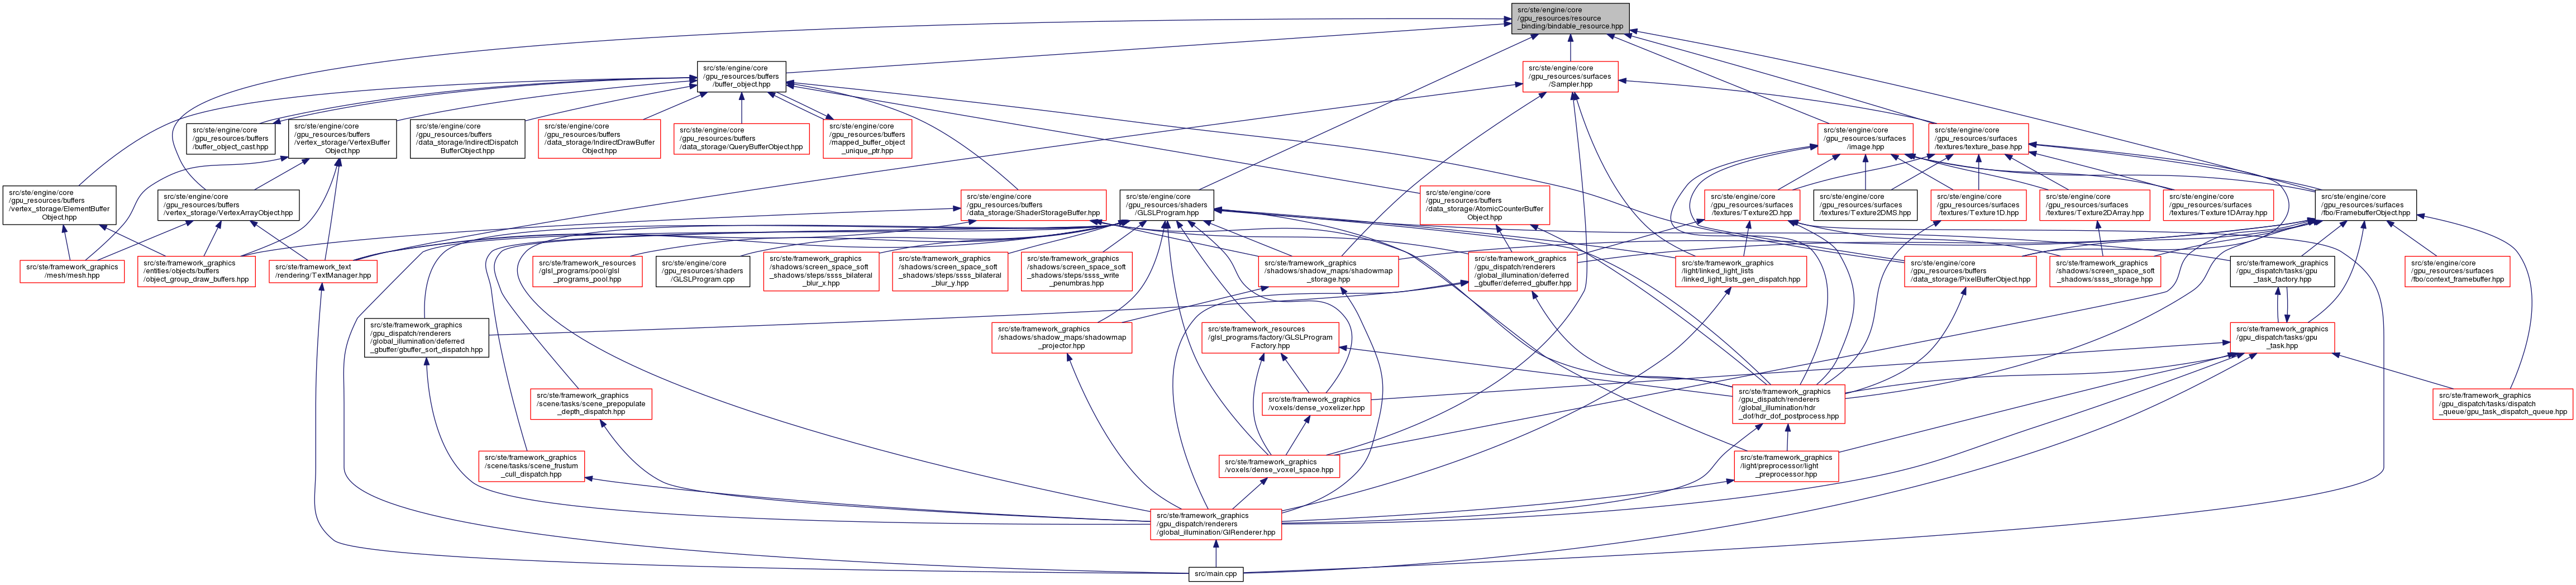 src/ste/engine/core
/gpu_resources/resource
_binding/bindable_resource.hpp
src/ste/engine/core
/gpu_resources/buffers
/buffer_object.hpp
src/ste/engine/core
/gpu_resources/surfaces
/Sampler.hpp
src/ste/engine/core
/gpu_resources/buffers
/buffer_object_cast.hpp
src/ste/engine/core
/gpu_resources/buffers
/vertex_storage/VertexBuffer
Object.hpp
src/ste/engine/core
/gpu_resources/buffers
/data_storage/IndirectDispatch
BufferObject.hpp
src/ste/engine/core
/gpu_resources/buffers
/data_storage/IndirectDrawBuffer
Object.hpp
src/ste/engine/core
/gpu_resources/buffers
/data_storage/QueryBufferObject.hpp
src/ste/engine/core
/gpu_resources/buffers
/mapped_buffer_object
_unique_ptr.hpp
src/ste/engine/core
/gpu_resources/surfaces
/image.hpp
src/ste/engine/core
/gpu_resources/surfaces
/textures/texture_base.hpp
src/ste/engine/core
/gpu_resources/buffers
/vertex_storage/ElementBuffer
Object.hpp
src/ste/engine/core
/gpu_resources/buffers
/vertex_storage/VertexArrayObject.hpp
src/ste/engine/core
/gpu_resources/buffers
/data_storage/ShaderStorageBuffer.hpp
src/ste/engine/core
/gpu_resources/shaders
/GLSLProgram.hpp
src/ste/engine/core
/gpu_resources/buffers
/data_storage/AtomicCounterBuffer
Object.hpp
src/ste/engine/core
/gpu_resources/surfaces
/textures/Texture2D.hpp
src/ste/engine/core
/gpu_resources/surfaces
/textures/Texture2DMS.hpp
src/ste/engine/core
/gpu_resources/surfaces
/textures/Texture1D.hpp
src/ste/engine/core
/gpu_resources/surfaces
/textures/Texture2DArray.hpp
src/ste/engine/core
/gpu_resources/surfaces
/textures/Texture1DArray.hpp
src/ste/engine/core
/gpu_resources/surfaces
/fbo/FramebufferObject.hpp
src/ste/framework_graphics
/mesh/mesh.hpp
src/ste/framework_graphics
/entities/objects/buffers
/object_group_draw_buffers.hpp
src/ste/framework_text
/rendering/TextManager.hpp
src/ste/framework_resources
/glsl_programs/pool/glsl
_programs_pool.hpp
src/ste/engine/core
/gpu_resources/shaders
/GLSLProgram.cpp
src/ste/framework_graphics
/shadows/screen_space_soft
_shadows/steps/ssss_bilateral
_blur_x.hpp
src/ste/framework_graphics
/shadows/screen_space_soft
_shadows/steps/ssss_bilateral
_blur_y.hpp
src/ste/framework_graphics
/shadows/screen_space_soft
_shadows/steps/ssss_write
_penumbras.hpp
src/ste/framework_graphics
/shadows/shadow_maps/shadowmap
_storage.hpp
src/ste/framework_graphics
/gpu_dispatch/renderers
/global_illumination/deferred
_gbuffer/deferred_gbuffer.hpp
src/ste/framework_graphics
/light/linked_light_lists
/linked_light_lists_gen_dispatch.hpp
src/ste/engine/core
/gpu_resources/buffers
/data_storage/PixelBufferObject.hpp
src/ste/framework_graphics
/shadows/screen_space_soft
_shadows/ssss_storage.hpp
src/ste/framework_graphics
/gpu_dispatch/tasks/gpu
_task_factory.hpp
src/ste/engine/core
/gpu_resources/surfaces
/fbo/context_framebuffer.hpp
src/ste/framework_graphics
/gpu_dispatch/renderers
/global_illumination/deferred
_gbuffer/gbuffer_sort_dispatch.hpp
src/ste/framework_graphics
/shadows/shadow_maps/shadowmap
_projector.hpp
src/ste/framework_resources
/glsl_programs/factory/GLSLProgram
Factory.hpp
src/ste/framework_graphics
/gpu_dispatch/tasks/gpu
_task.hpp
src/ste/framework_graphics
/scene/tasks/scene_prepopulate
_depth_dispatch.hpp
src/ste/framework_graphics
/voxels/dense_voxelizer.hpp
src/ste/framework_graphics
/gpu_dispatch/renderers
/global_illumination/hdr
_dof/hdr_dof_postprocess.hpp
src/ste/framework_graphics
/gpu_dispatch/tasks/dispatch
_queue/gpu_task_dispatch_queue.hpp
src/ste/framework_graphics
/scene/tasks/scene_frustum
_cull_dispatch.hpp
src/ste/framework_graphics
/voxels/dense_voxel_space.hpp
src/ste/framework_graphics
/light/preprocessor/light
_preprocessor.hpp
src/ste/framework_graphics
/gpu_dispatch/renderers
/global_illumination/GIRenderer.hpp
src/main.cpp